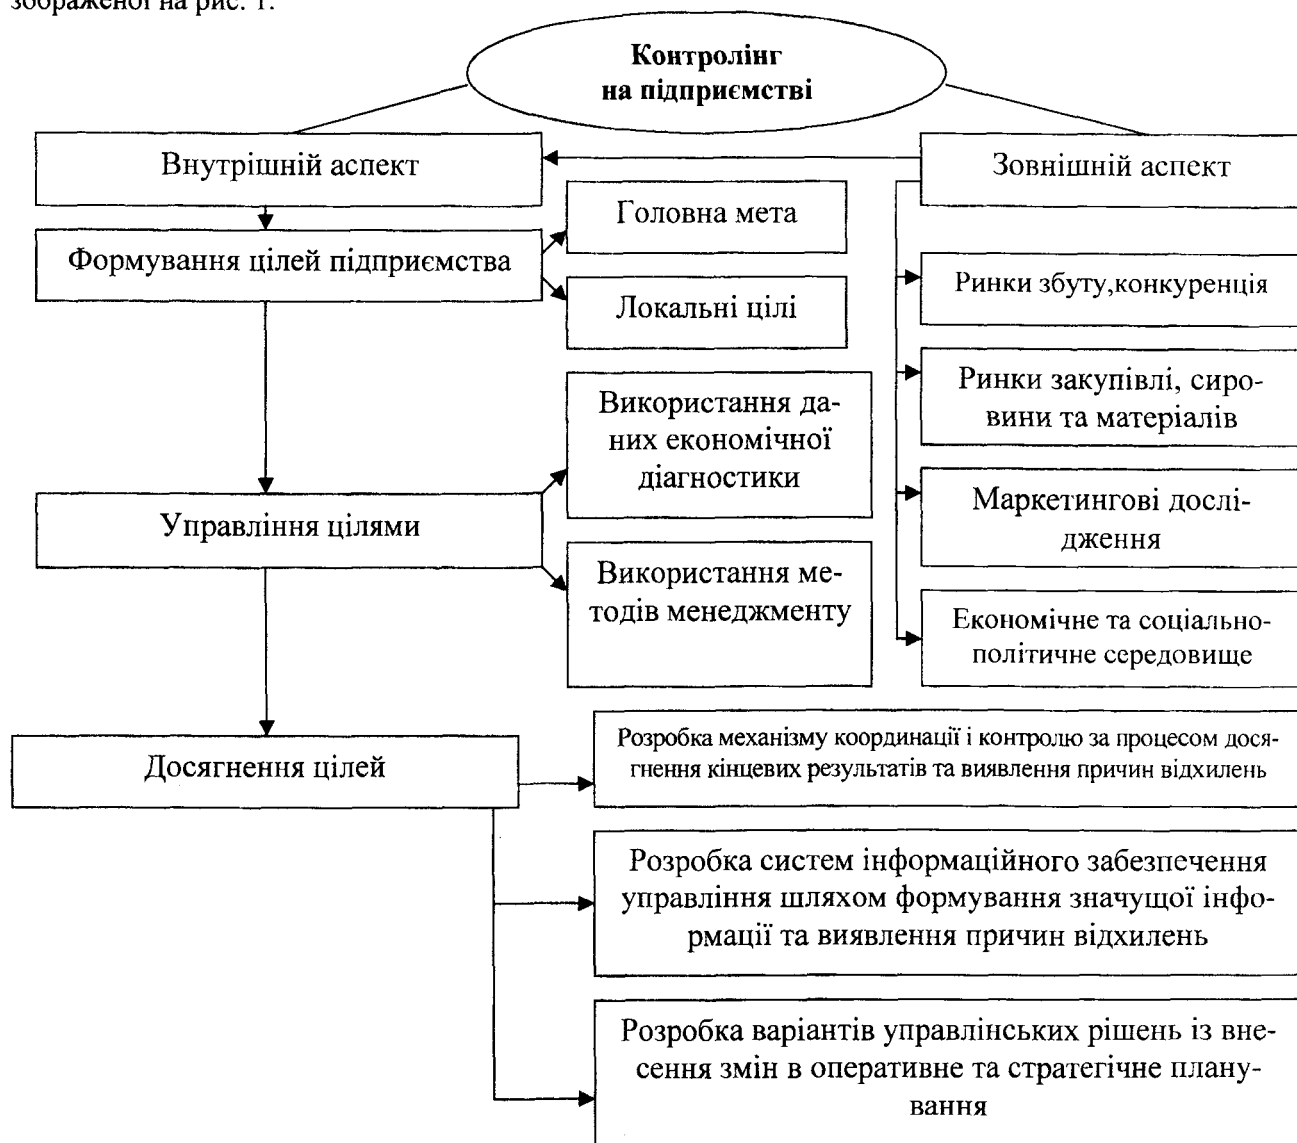 зображеної на рис. 1.
Контролінг
на підприємстві
Внутрішній аспект
Зовнішній аспект
Головна мета
Формування цілей підприємства
Локальні цілі
Ринки збуту,конкуренція
Ринки закупівлі, сиро-
вини та матеріалів
Використання да-
них економічної
діагностики
Управління цілями
Маркетингові дослі-
дження
Використання ме-
тодів менеджменту
Економічне та соціально-
політичне середовище
Досягнення цілей
Розробка механізму координації і контролю за процесом дося-
гнення кінцевих результатів та виявлення причин відхилень
Розробка систем інформаційного забезпечення
управління шляхом формування значущої інфо-
рмації та виявлення причин відхилень
Розробка варіантів управлінських рішень із вне-
сення змін в оперативне та стратегічне плану-
вання